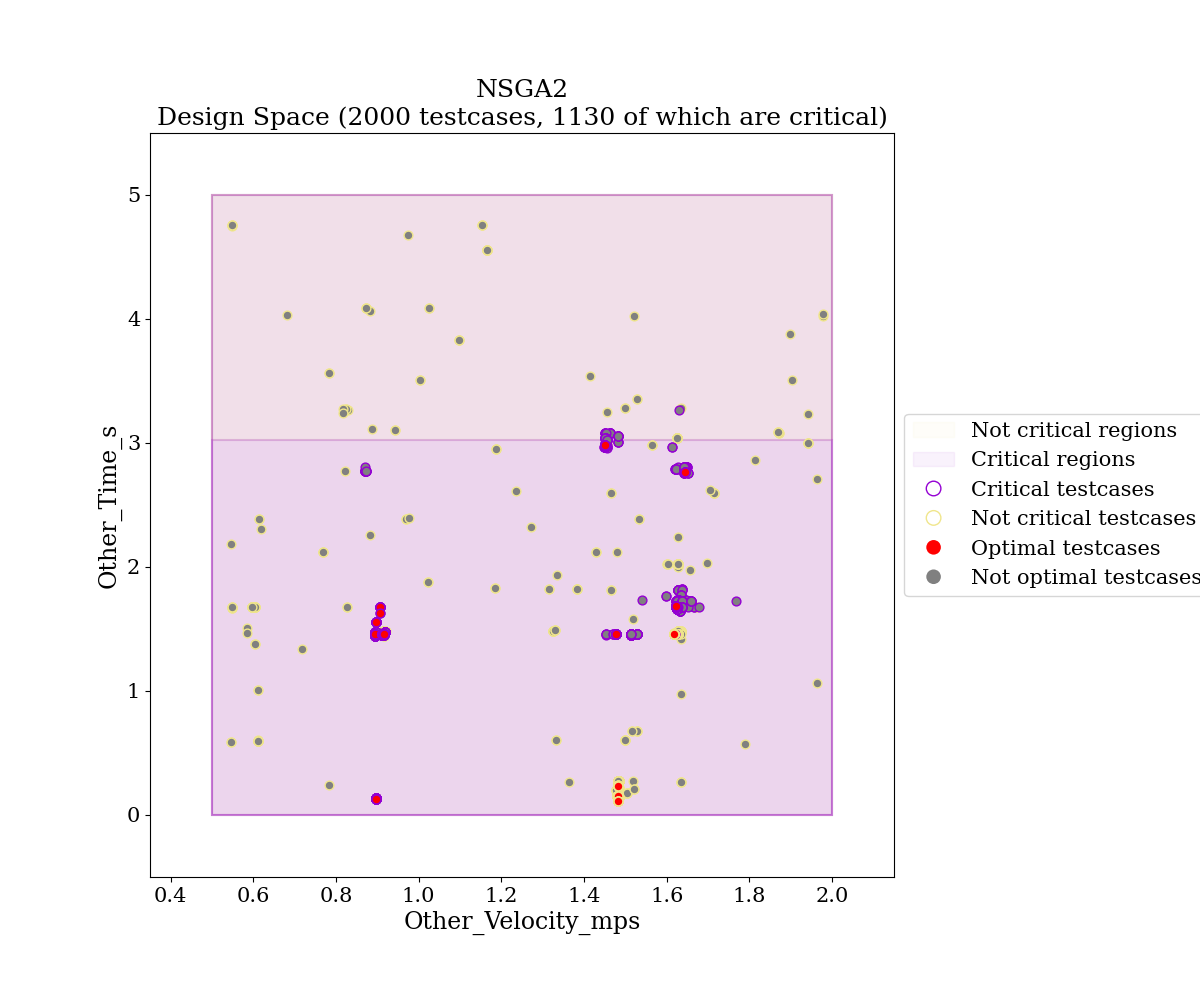 NSGA2
Design Space (2000 testcases, 1130 of which are critical)
Other_Time_s
5
4
3
2
1
0
0.4 0.6 0.8 1.0 1.2 1.4 1.6 1.8 2.0
Other_Velocity_mps
Not critical regions
Critical regions
Critical testcases
Not critical testcases
Optimal testcases
Not optimal testcases